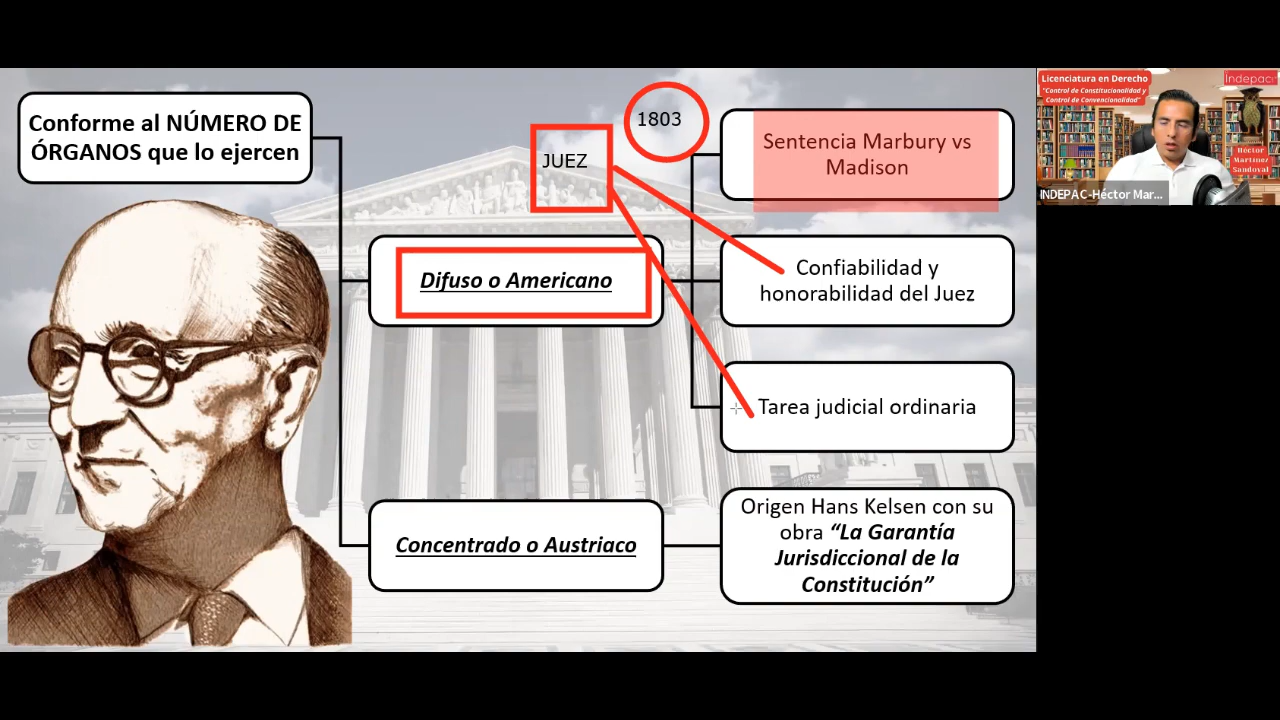 Conforme al NÚMERO DE
ÓRGANOS que lo ejercen
1803
JUEZ
Sentencia Marbury vs
Madison
Difuso o Americano
Confiabilidad y
honorabilidad del Juez
Tarea judicial ordinaria
Concentrado o Austriaco
Origen Hans Kelsen con su
obra “La Garantía
Jurisdiccional de la
Constitución”
Licenciatura en Derecho
"Control de Constitucionalidad y
Control de Convencionalidad"
Indepac
Héctor
Martínez
Sandoval
INDEPAC-Héctor Mar...